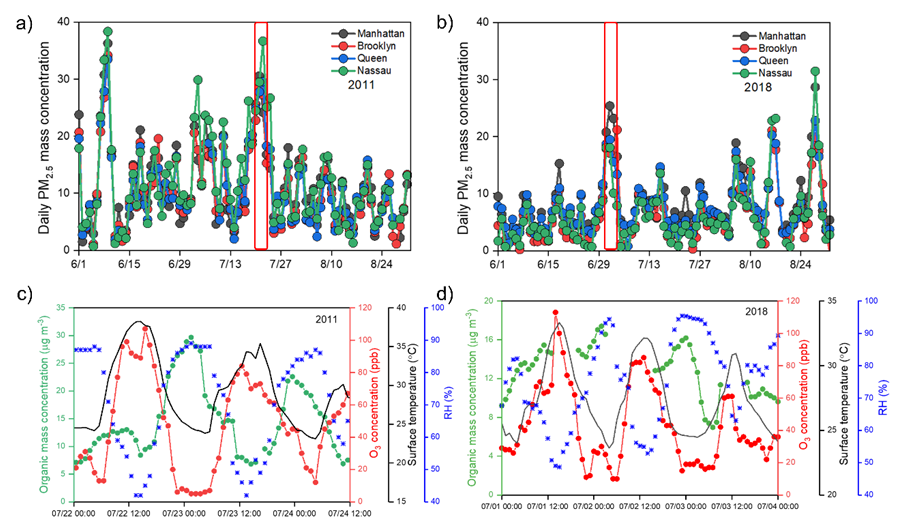 a)
40
30
20
10
0
Daily PM2.5 mass concentration
Manhattan
Brooklyn
Queen
Nassau
2011
6/1 6/15 6/29 7/13 7/27 8/10 8/24
b)
40
30
20
10
0
Daily PM2.5 mass concentration
Manhattan
Brooklyn
Queen
Nassau
2018
6/1 6/15 6/29 7/13 7/27 8/10 8/24
c)
35
30
25
20
15
10
5
0
Organic mass concentration (µg m-3)
2011
120
100
80
60
40
20
0
O3 concentration (ppb)
40
35
30
25
20
15
Surface temperature (°C)
100
90
80
70
60
50
40
RH (%)
07/22 00:00 07/22 12:00 07/23 00:00 07/23 12:00 07/24 00:00 07/24 12:00
d)
20
16
12
8
4
0
Organic mass concentration (µg m-3)
2018
120
100
80
60
40
20
0
O3 concentration (ppb)
35
30
25
20
Surface temperature (°C)
100
90
80
70
60
50
40
RH (%)
07/01 00:00 07/01 12:00 07/02 00:00 07/02 12:00 07/03 00:00 07/03 12:00 07/04 00:00